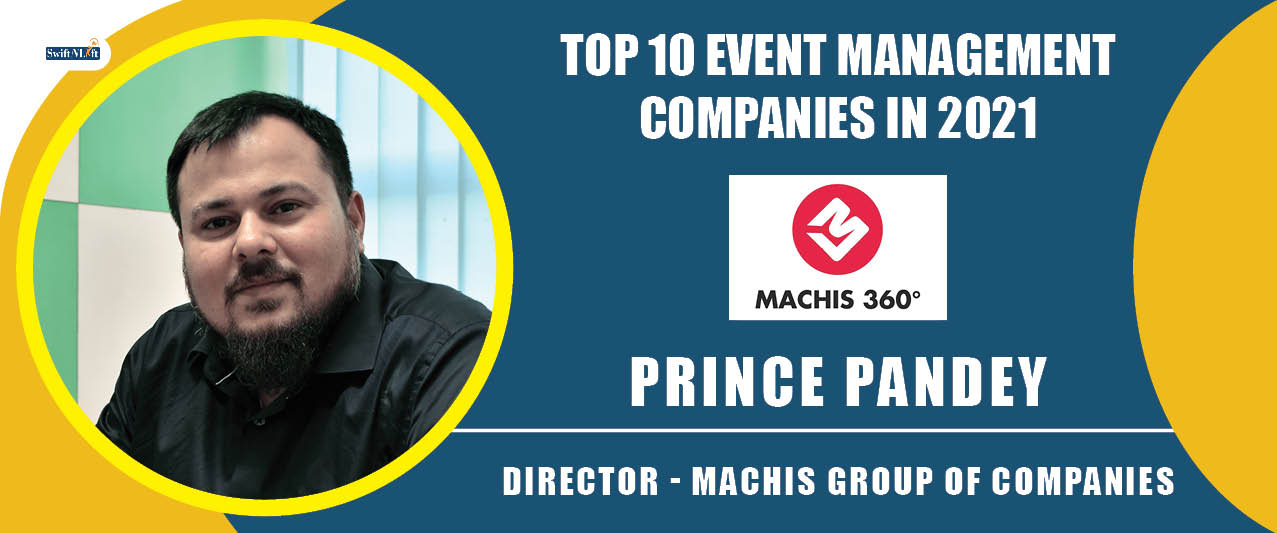 SwiftNLift
TOP 10 EVENT MANAGEMENT
COMPANIES IN 2021
MACHIS 360°
PRINCE PANDEY
DIRECTOR - MACHIS GROUP OF COMPANIES